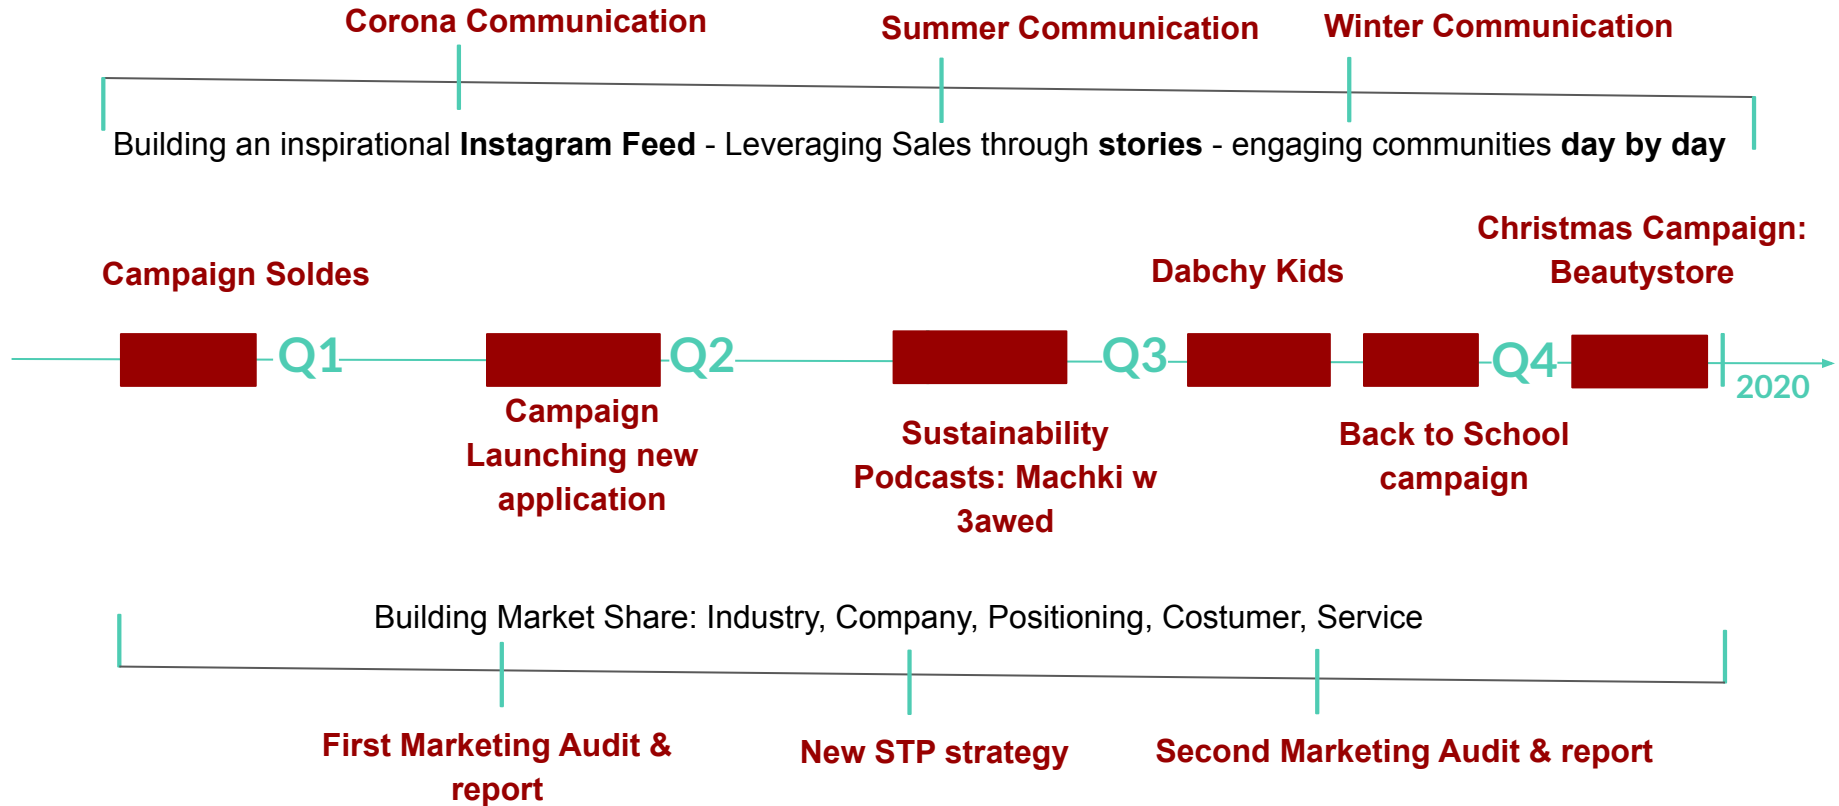 Corona Communication
Summer Communication
Winter Communication
Building an inspirational Instagram Feed - Leveraging Sales through stories - engaging communities day by day
Campaign Soldes
Dabchy Kids
Christmas Campaign:
Beautystore
Q1
Q2
Q3
Q4
2020
Campaign
Launching new
application
Sustainability
Podcasts: Machki w
3awed
Back to School
campaign
Building Market Share: Industry, Company, Positioning, Costumer, Service
First Marketing Audit &
report
New STP strategy
Second Marketing Audit & report